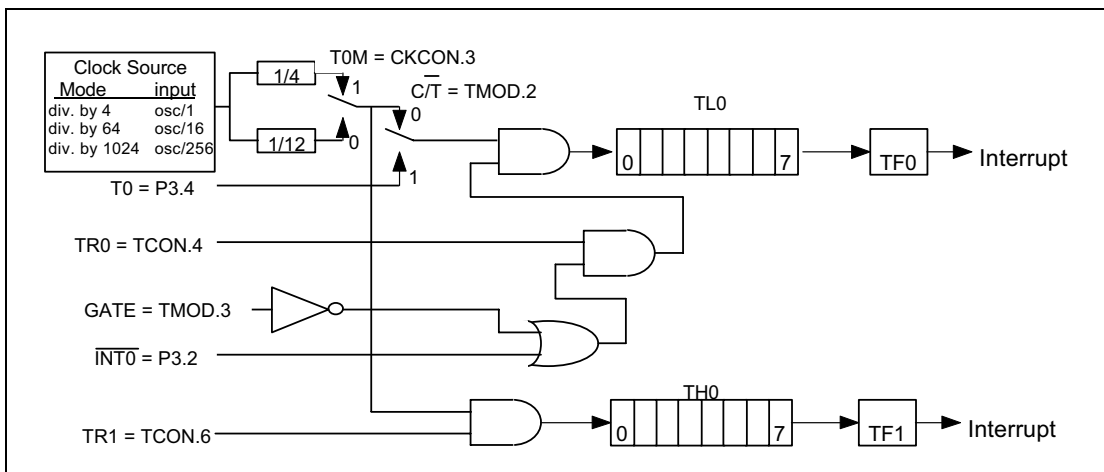 Clock Source
Mode input
div. by 4 osc/1
div. by 64 osc/16
div. by 1024 osc/256
1/4
1/12
T0M = CKCON.3
1
0
C/T̅ = TMOD.2
0
1
T0 = P3.4
TL0
0 7
TF0
Interrupt
TR0 = TCON.4
GATE = TMOD.3
I̅N̅T̅0̅ = P3.2
TR1 = TCON.6
TH0
0 7
TF1
Interrupt